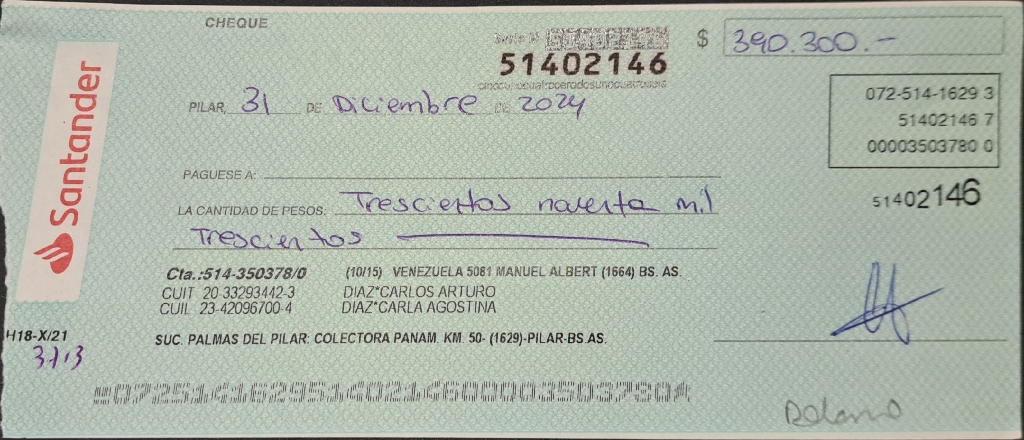 CHEQUE
Santander
Serie N
51402146
$ 390.300.-
PILAR, 31 DE Diciembre DE 2024
072-514-1629 3
51402146 7
00003503780 0
51402146
PAGUESE A:
LA CANTIDAD DE PESOS: Trescientos noventa mil
Trescientos
Cta.:514-350378/0 (10/15) VENEZUELA 5081 MANUEL ALBERT (1664) BS. AS.
CUIT 20-33293442-3 DIAZ*CARLOS ARTURO
CUIL 23-42096700-4 DIAZ*CARLA AGOSTINA
H18-X/21
SUC. PALMAS DEL PILAR: COLECTORA PANAM. KM. 50- (1629)-PILAR-BS.AS.